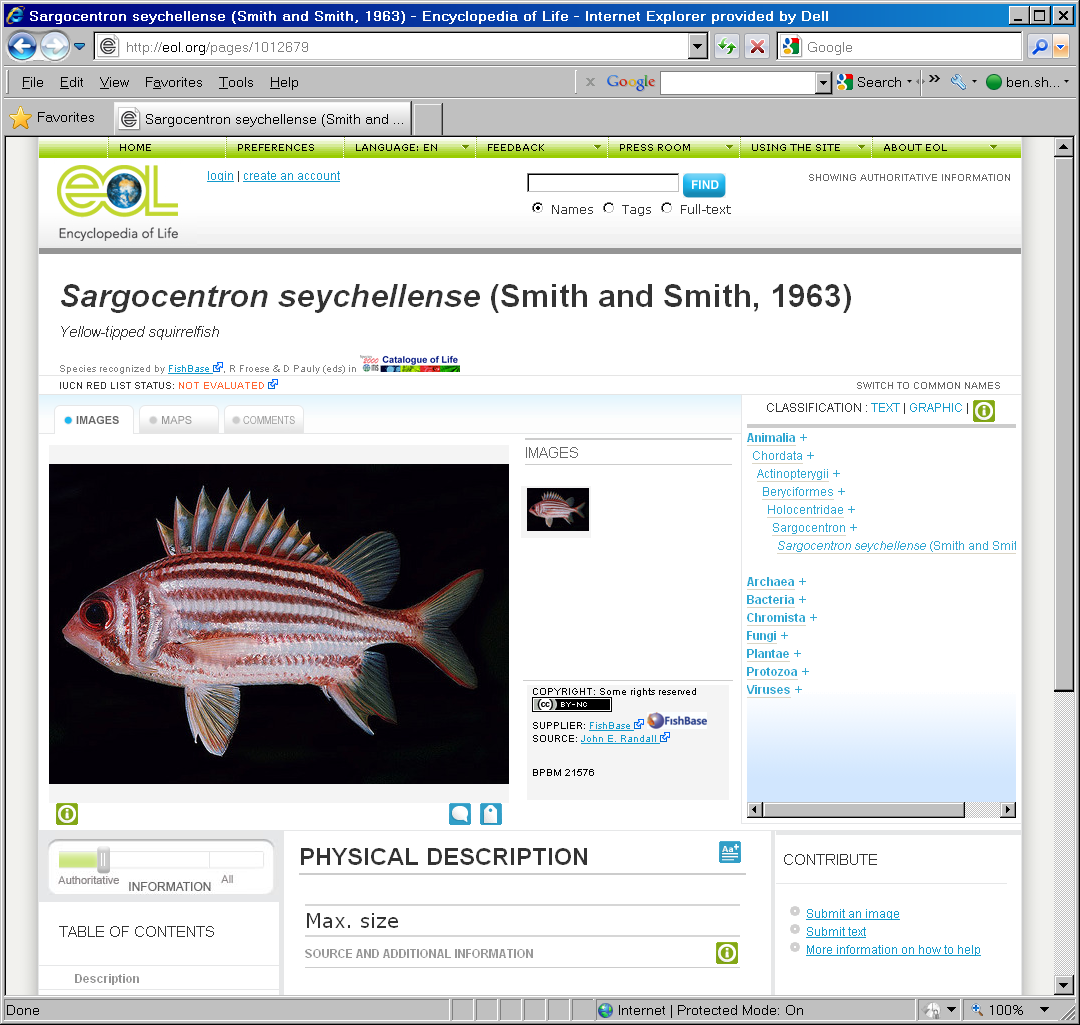 Sargocentron seychellense (Smith and Smith, 1963) - Encyclopedia of Life - Internet Explorer provided by Dell
http://eol.org/pages/1012679
Google
File Edit View Favorites Tools Help
x Google Search » ben.sh...
Favorites
Sargocentron seychellense (Smith and ...
HOME PREFERENCES LANGUAGE: EN FEEDBACK PRESS ROOM USING THE SITE ABOUT EOL
eOL
Encyclopedia of Life
login | create an account
FIND
Names Tags Full-text
SHOWING AUTHORITATIVE INFORMATION
Sargocentron seychellense (Smith and Smith, 1963)
Yellow-tipped squirrelfish
Species recognized by FishBase, R Froese & D Pauly (eds) in Catalogue of Life
IUCN RED LIST STATUS: NOT EVALUATED
SWITCH TO COMMON NAMES
IMAGES MAPS COMMENTS
IMAGES
COPYRIGHT: Some rights reserved
(cc) BY-NC
SUPPLIER: FishBase FishBase
SOURCE: John E. Randall
BPBM 21576
CLASSIFICATION : TEXT | GRAPHIC |
Animalia +
Chordata +
Actinopterygii +
Beryciformes +
Holocentridae +
Sargocentron +
Sargocentron seychellense (Smith and Smit
Archaea +
Bacteria +
Chromista +
Fungi +
Plantae +
Protozoa +
Viruses +
Authoritative INFORMATION All
TABLE OF CONTENTS
Description
PHYSICAL DESCRIPTION
Aa+
Max. size
SOURCE AND ADDITIONAL INFORMATION
CONTRIBUTE
Submit an image
Submit text
More information on how to help
Done
Internet | Protected Mode: On
100%